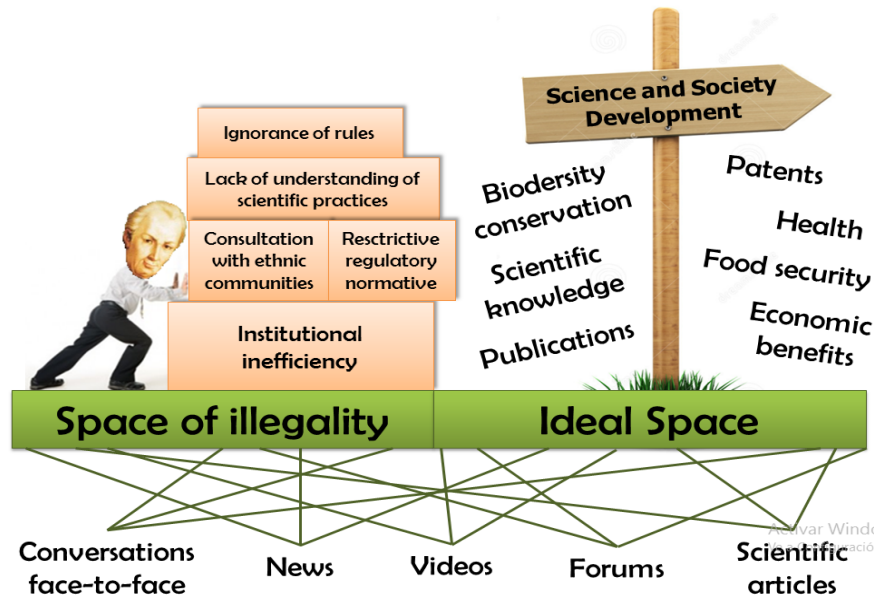 Science and Society
Development
Ignorance of rules
Lack of understanding of
scientific practices
Consultation
with ethnic
communities
Resctrictive
regulatory
normative
Institutional
inefficiency
Biodersity
conservation
Scientific
knowledge
Publications
Patents
Health
Food security
Economic
benefits
Space of illegality
Ideal Space
Conversations
face-to-face
News
Videos
Forums
Scientific
articles
Activar Windo